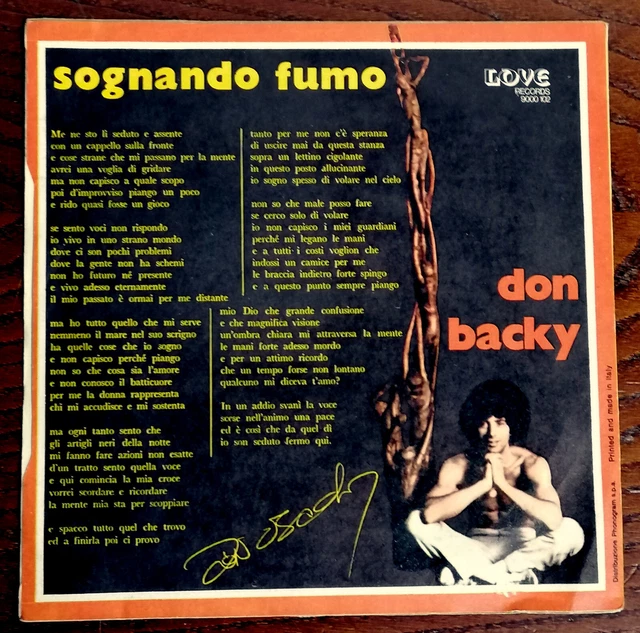 sognando fumo
LOVE
RECORDS
9000 102
Me ne sto lì seduto e assente
con un cappello sulla fronte
e cose strane che mi passano per la mente
avrei una voglia di gridare
ma non capisco a quale scopo
poi d'improvviso piango un poco
e rido quasi fosse un gioco
se sento voci non rispondo
io vivo in uno strano mondo
dove ci son pochi problemi
dove la gente non ha schemi
non ho futuro né presente
e vivo adesso eternamente
il mio passato è ormai per me distante
ma ho tutto quello che mi serve
nemmeno il mare nel suo scrigno
ha quelle cose che io sogno
e non capisco perché piango
non so che cosa sia l'amore
e non conosco il batticuore
per me la donna rappresenta
chi mi accudisce e mi sostenta
ma ogni tanto sento che
gli artigli neri della notte
mi fanno fare azioni non esatte
d'un tratto sento quella voce
e qui comincia la mia croce
vorrei scordare e ricordare
la mente mia sta per scoppiare
e spacco tutto quel che trovo
ed a finirla poi ci provo
tanto per me non c'è speranza
di uscire mai da questa stanza
sopra un lettino cigolante
in questo posto allucinante
io sogno spesso di volare nel cielo
non so che male posso fare
se cerco solo di volare
io non capisco i miei guardiani
perché mi legano le mani
e a tutti i costi voglion che
indossi un camice per me
le braccia indietro forte spingo
e a questo punto sempre piango
mio Dio che grande confusione
e che magnifica visione
un'ombra chiara mi attraversa la mente
le mani forte adesso mordo
e per un attimo ricordo
che un tempo forse non lontano
qualcuno mi diceva t'amo?
In un addio svanì la voce
scese nell'animo una pace
ed è così che da quel dì
io son seduto fermo qui.
don
backy
Don Backy
Distribuzione Phonogram s.p.a. Printed and made in Italy